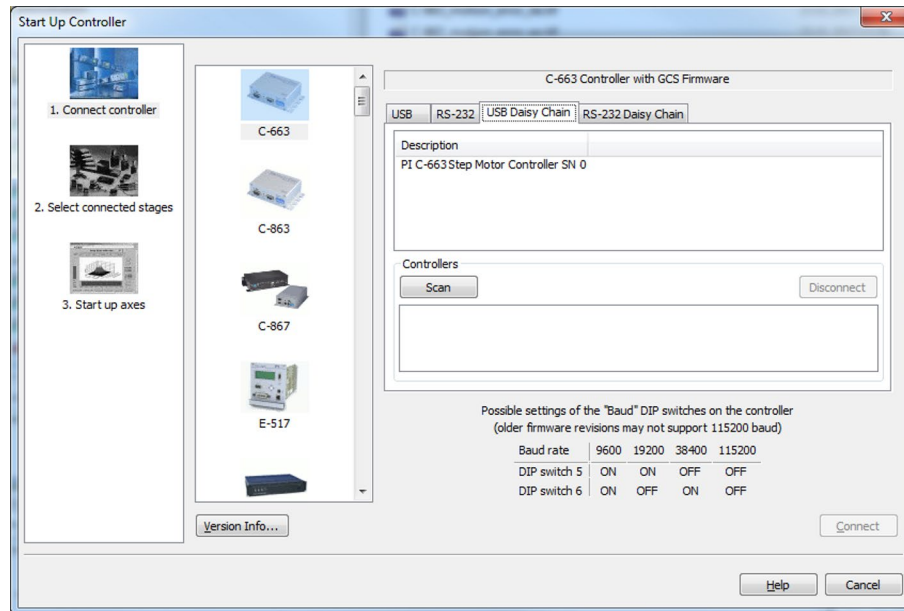 Start Up Controller
1. Connect controller
2. Select connected stages
3. Start up axes
C-663
C-863
C-867
E-517
Version Info...
C-663 Controller with GCS Firmware
USB RS-232 USB Daisy Chain RS-232 Daisy Chain
Description
PI C-663 Step Motor Controller SN 0
Controllers
Scan Disconnect
Possible settings of the "Baud" DIP switches on the controller
(older firmware revisions may not support 115200 baud)
Baud rate 9600 19200 38400 115200
DIP switch 5 ON ON OFF OFF
DIP switch 6 ON OFF ON OFF
Connect
Help Cancel